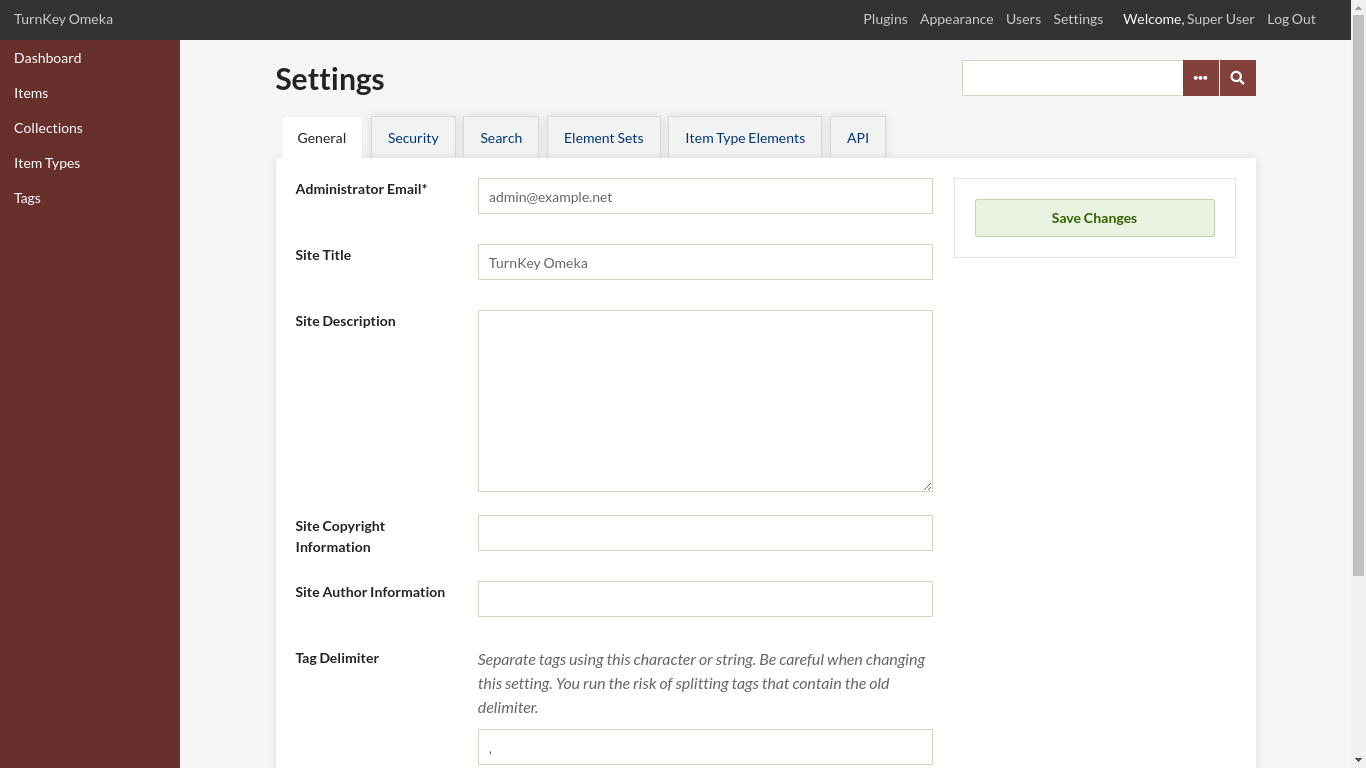 TurnKey Omeka
Plugins Appearance Users Settings Welcome, Super User Log Out
Dashboard
Items
Collections
Item Types
Tags
Settings
General Security Search Element Sets Item Type Elements API
Administrator Email*
admin@example.net
Save Changes
Site Title
TurnKey Omeka
Site Description
Site Copyright
Information
Site Author Information
Tag Delimiter
Separate tags using this character or string. Be careful when changing
this setting. You run the risk of splitting tags that contain the old
delimiter.
,